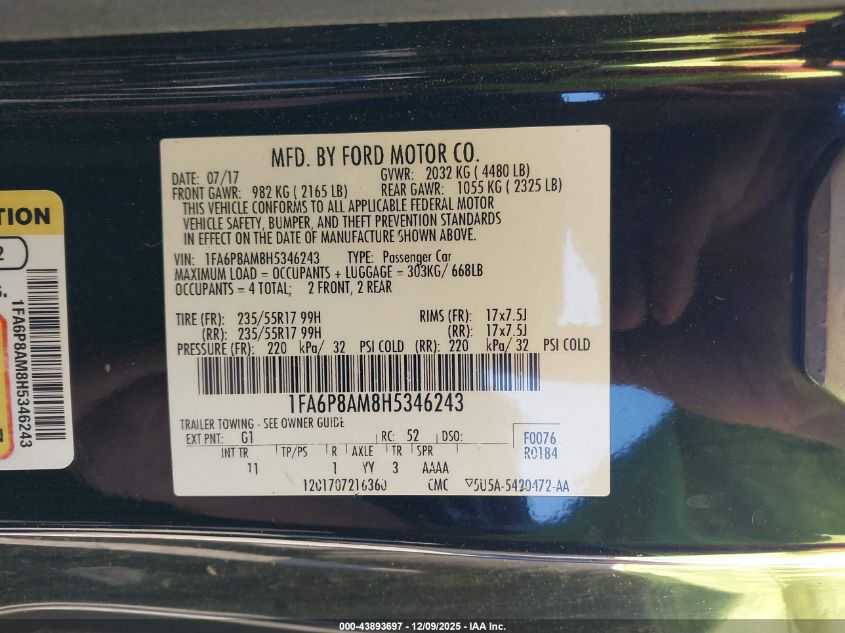 TION
2
S.
1FA6P8AM8H5346243
MFD. BY FORD MOTOR CO.
DATE: 07/17 GVWR: 2032 KG ( 4480 LB)
FRONT GAWR: 982 KG ( 2165 LB) REAR GAWR: 1055 KG ( 2325 LB)
THIS VEHICLE CONFORMS TO ALL APPLICABLE FEDERAL MOTOR
VEHICLE SAFETY, BUMPER, AND THEFT PREVENTION STANDARDS
IN EFFECT ON THE DATE OF MANUFACTURE SHOWN ABOVE.
VIN: 1FA6P8AM8H5346243 TYPE: Passenger Car
MAXIMUM LOAD = OCCUPANTS + LUGGAGE = 303KG/ 668LB
OCCUPANTS = 4 TOTAL; 2 FRONT, 2 REAR
TIRE (FR): 235/55R17 99H RIMS (FR): 17x7.5J
(RR): 235/55R17 99H (RR): 17x7.5J
PRESSURE (FR): 220 kPa/ 32 PSI COLD (RR): 220 kPa/ 32 PSI COLD
1FA6P8AM8H5346243
TRAILER TOWING - SEE OWNER GUIDE
EXT PNT: G1 RC: 52 DSO: F0076
INT TR TP/PS R AXLE TR SPR R0184
11 1 YY 3 AAAA
CMC
000-43893697 - 12/09/2025 - IAA Inc.